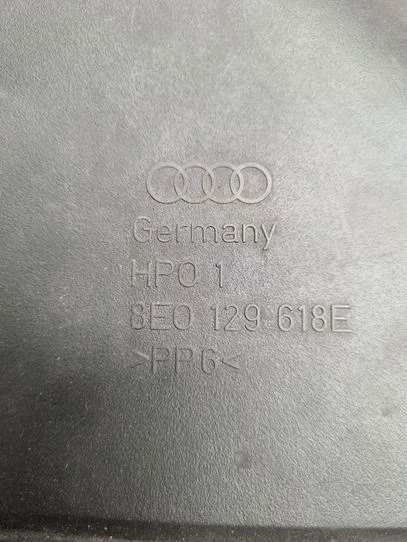 Germany
HPO 1
8E0 129 618E
>PP6<